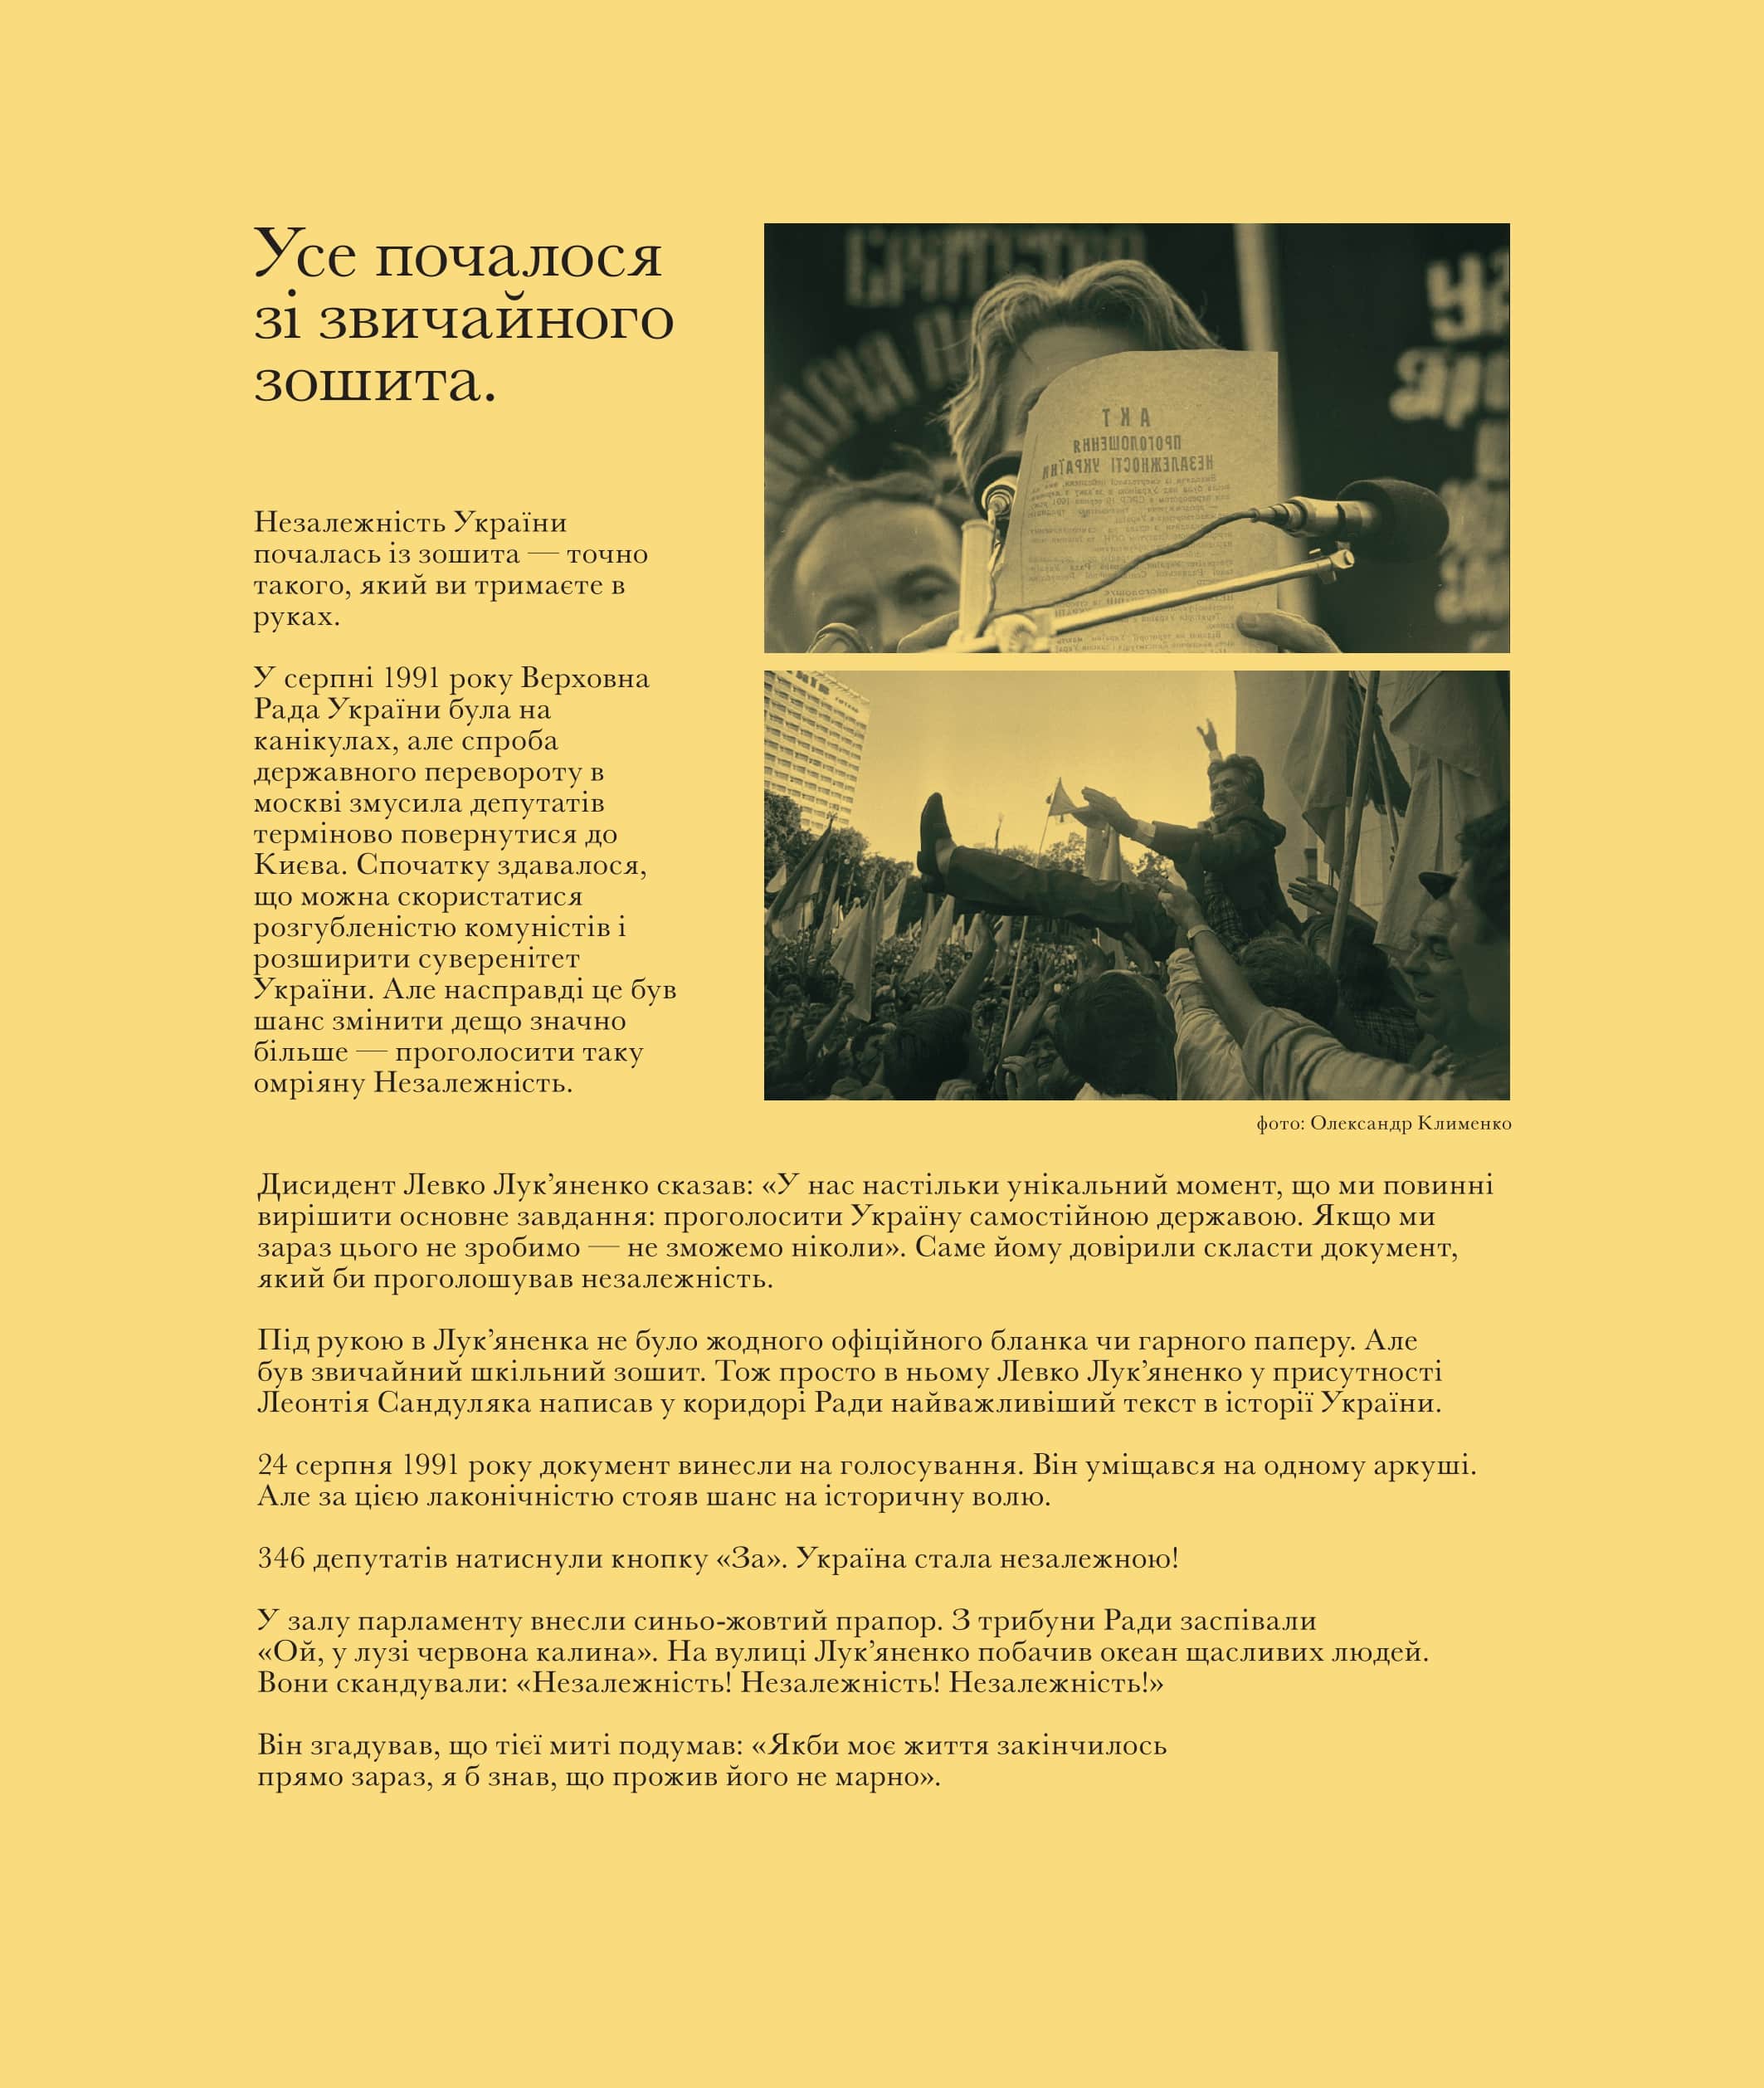 Усе почалося
зі звичайного
зошита.
Незалежність України
почалась із зошита — точно
такого, який ви тримаєте в
руках.
У серпні 1991 року Верховна
Рада України була на
канікулах, але спроба
державного перевороту в
москві змусила депутатів
терміново повернутися до
Києва. Спочатку здавалося,
що можна скористатися
розгубленістю комуністів і
розширити суверенітет
України. Але насправді це був
шанс змінити дещо значно
більше — проголосити таку
омріяну Незалежність.
АКТ
ПРОГОЛОШЕННЯ
НЕЗАЛЕЖНОСТІ УКРАЇНИ
фото: Олександр Клименко
Дисидент Левко Лук’яненко сказав: «У нас настільки унікальний момент, що ми повинні
вирішити основне завдання: проголосити Україну самостійною державою. Якщо ми
зараз цього не зробимо — не зможемо ніколи». Саме йому довірили скласти документ,
який би проголошував незалежність.
Під рукою в Лук’яненка не було жодного офіційного бланка чи гарного паперу. Але
був звичайний шкільний зошит. Тож просто в ньому Левко Лук’яненко у присутності
Леонтія Сандуляка написав у коридорі Ради найважливіший текст в історії України.
24 серпня 1991 року документ винесли на голосування. Він уміщався на одному аркуші.
Але за цією лаконічністю стояв шанс на історичну волю.
346 депутатів натиснули кнопку «За». Україна стала незалежною!
У залу парламенту внесли синьо-жовтий прапор. З трибуни Ради заспівали
«Ой, у лузі червона калина». На вулиці Лук’яненко побачив океан щасливих людей.
Вони скандували: «Незалежність! Незалежність! Незалежність!»
Він згадував, що тієї миті подумав: «Якби моє життя закінчилось
прямо зараз, я б знав, що прожив його не марно».